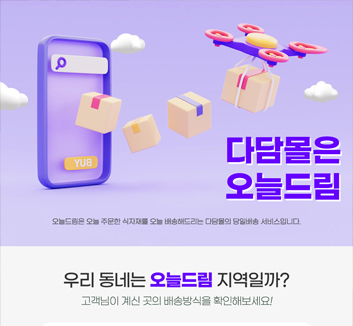 YUB
다담몰은
오늘드림
오늘드림은 오늘 주문한 식자재를 오늘 배송해드리는 다담몰의 당일배송 서비스입니다.
우리 동네는 오늘드림 지역일까?
고객님이 계신 곳의 배송방식을 확인해보세요!